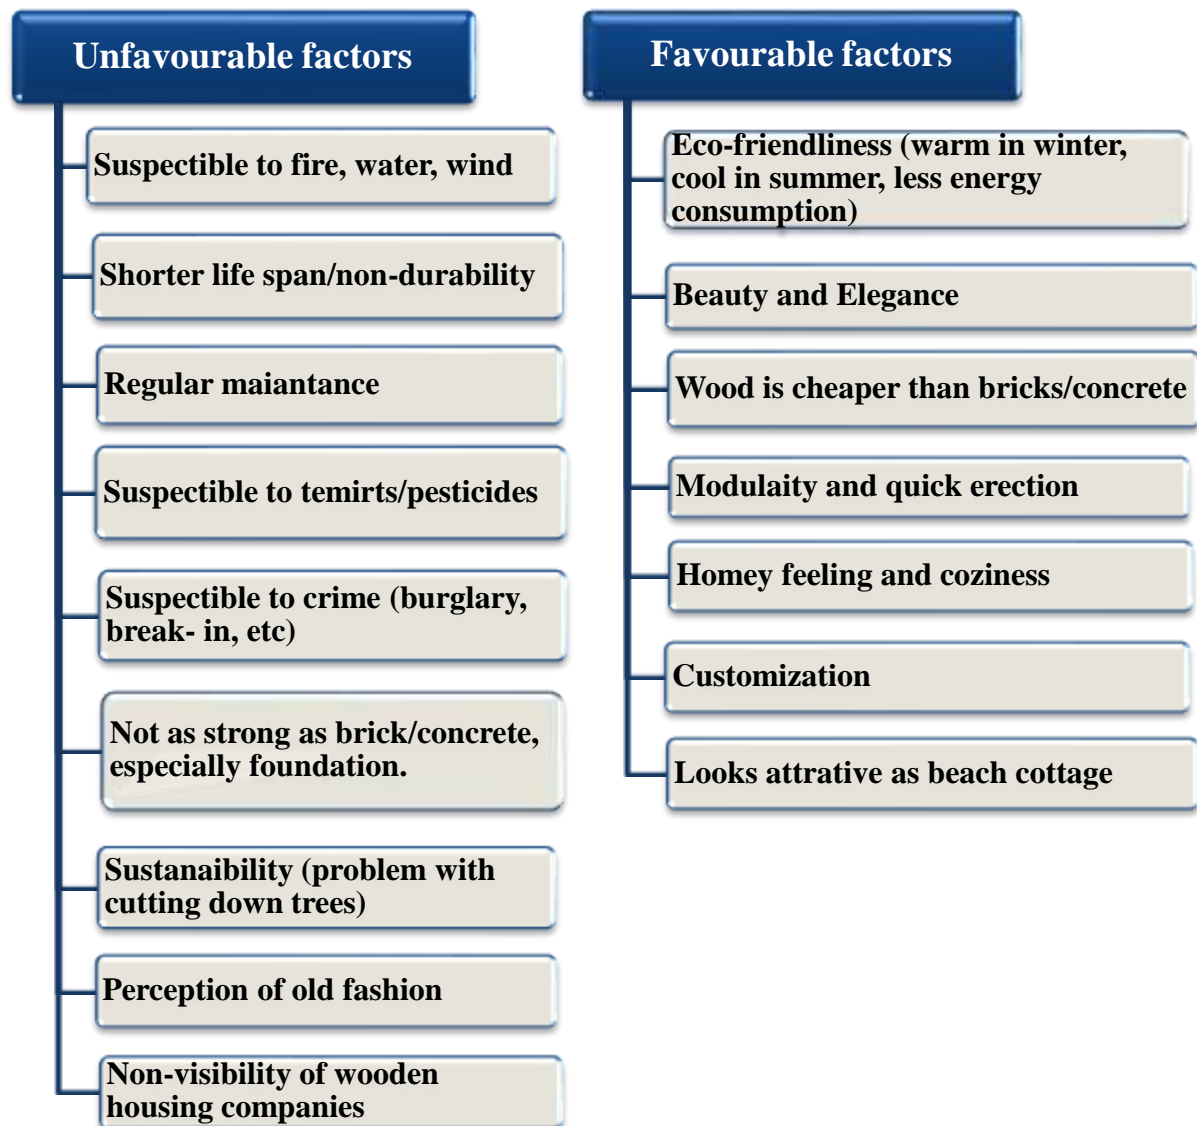 Unfavourable factors
Suspectible to fire, water, wind
Shorter life span/non-durability
Regular maiantance
Suspectible to temirts/pesticides
Suspectible to crime (burglary,
break- in, etc)
Not as strong as brick/concrete,
especially foundation.
Sustanaibility (problem with
cutting down trees)
Perception of old fashion
Non-visibility of wooden
housing companies
Favourable factors
Eco-friendliness (warm in winter,
cool in summer, less energy
consumption)
Beauty and Elegance
Wood is cheaper than bricks/concrete
Modulaity and quick erection
Homey feeling and coziness
Customization
Looks attrative as beach cottage